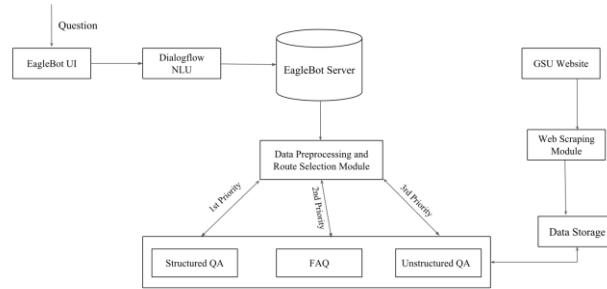 Question
EagleBot UI
Dialogflow
NLU
EagleBot Server
GSU Website
Data Preprocessing and
Route Selection Module
Web Scraping
Module
1st Priority
2nd Priority
3rd Priority
Data Storage
Structured QA
FAQ
Unstructured QA